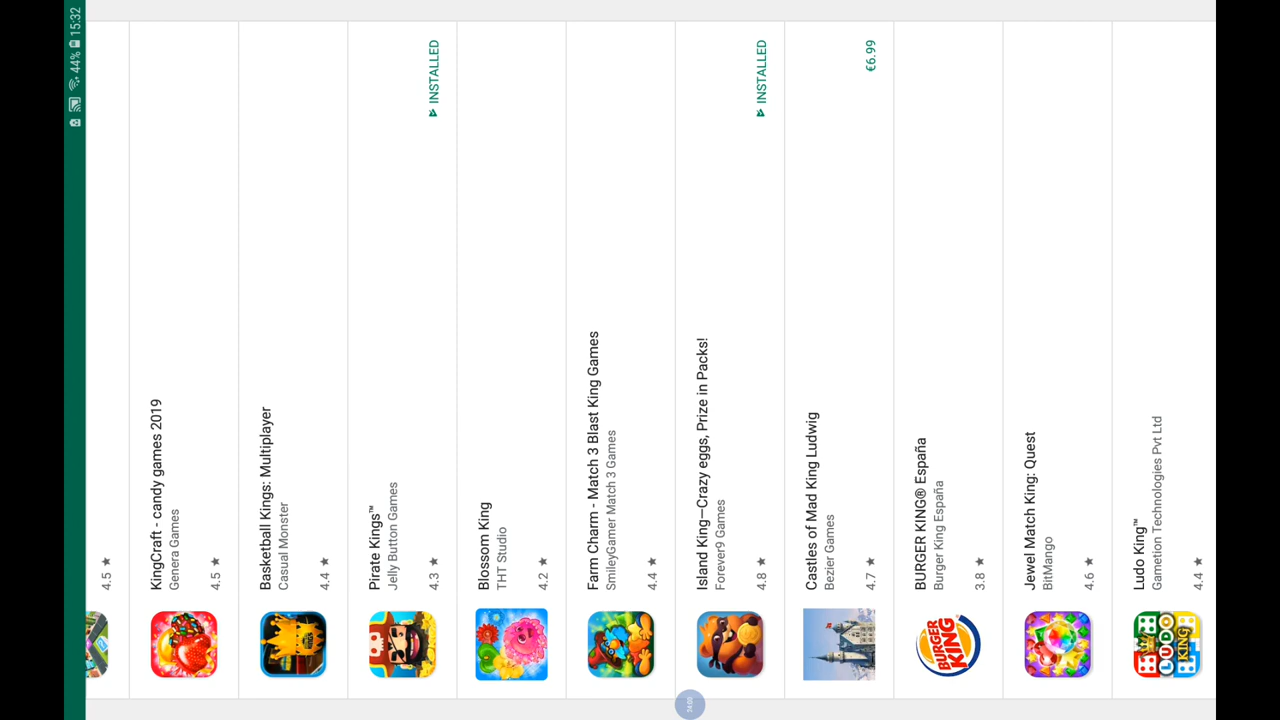 44% 15:32
4.5 ★
KingCraft - candy games 2019
Genera Games
4.5 ★
Basketball Kings: Multiplayer
Casual Monster
4.4 ★
Pirate Kings™
Jelly Button Games
4.3 ★
INSTALLED
Blossom King
THT Studio
4.2 ★
Farm Charm - Match 3 Blast King Games
SmileyGamer Match 3 Games
4.4 ★
Island King—Crazy eggs, Prize in Packs!
Forever9 Games
4.8 ★
INSTALLED
Castles of Mad King Ludwig
Bezier Games
4.7 ★
€6.99
BURGER KING
BURGER KING® España
Burger King España
3.8 ★
Jewel Match King: Quest
BitMango
4.6 ★
LUDO
KING
Ludo King™
Gametion Technologies Pvt Ltd
4.4 ★